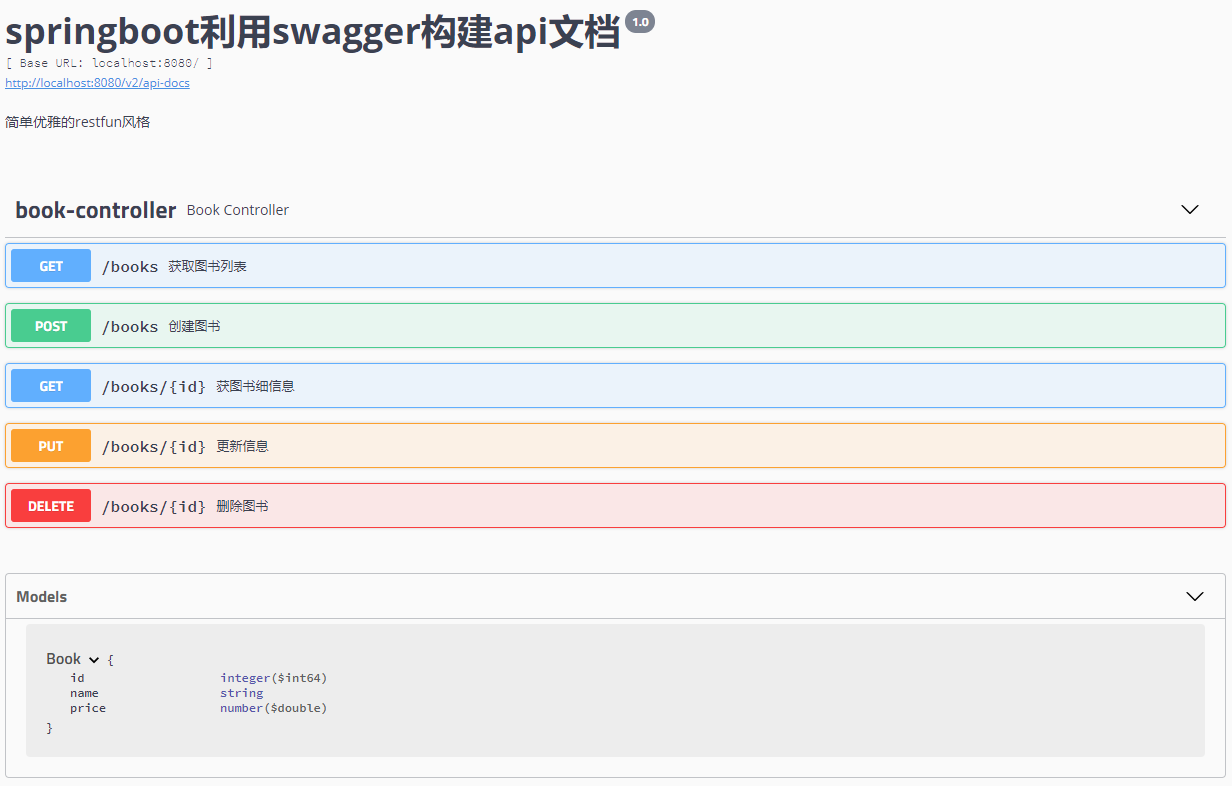 springboot利用swagger构建api文档 1.0
[ Base URL: localhost:8080/ ]
http://localhost:8080/v2/api-docs
简单优雅的restfun风格
book-controller Book Controller
GET /books 获取图书列表
POST /books 创建图书
GET /books/{id} 获图书细信息
PUT /books/{id} 更新信息
DELETE /books/{id} 删除图书
Models
Book {
id integer($int64)
name string
price number($double)
}